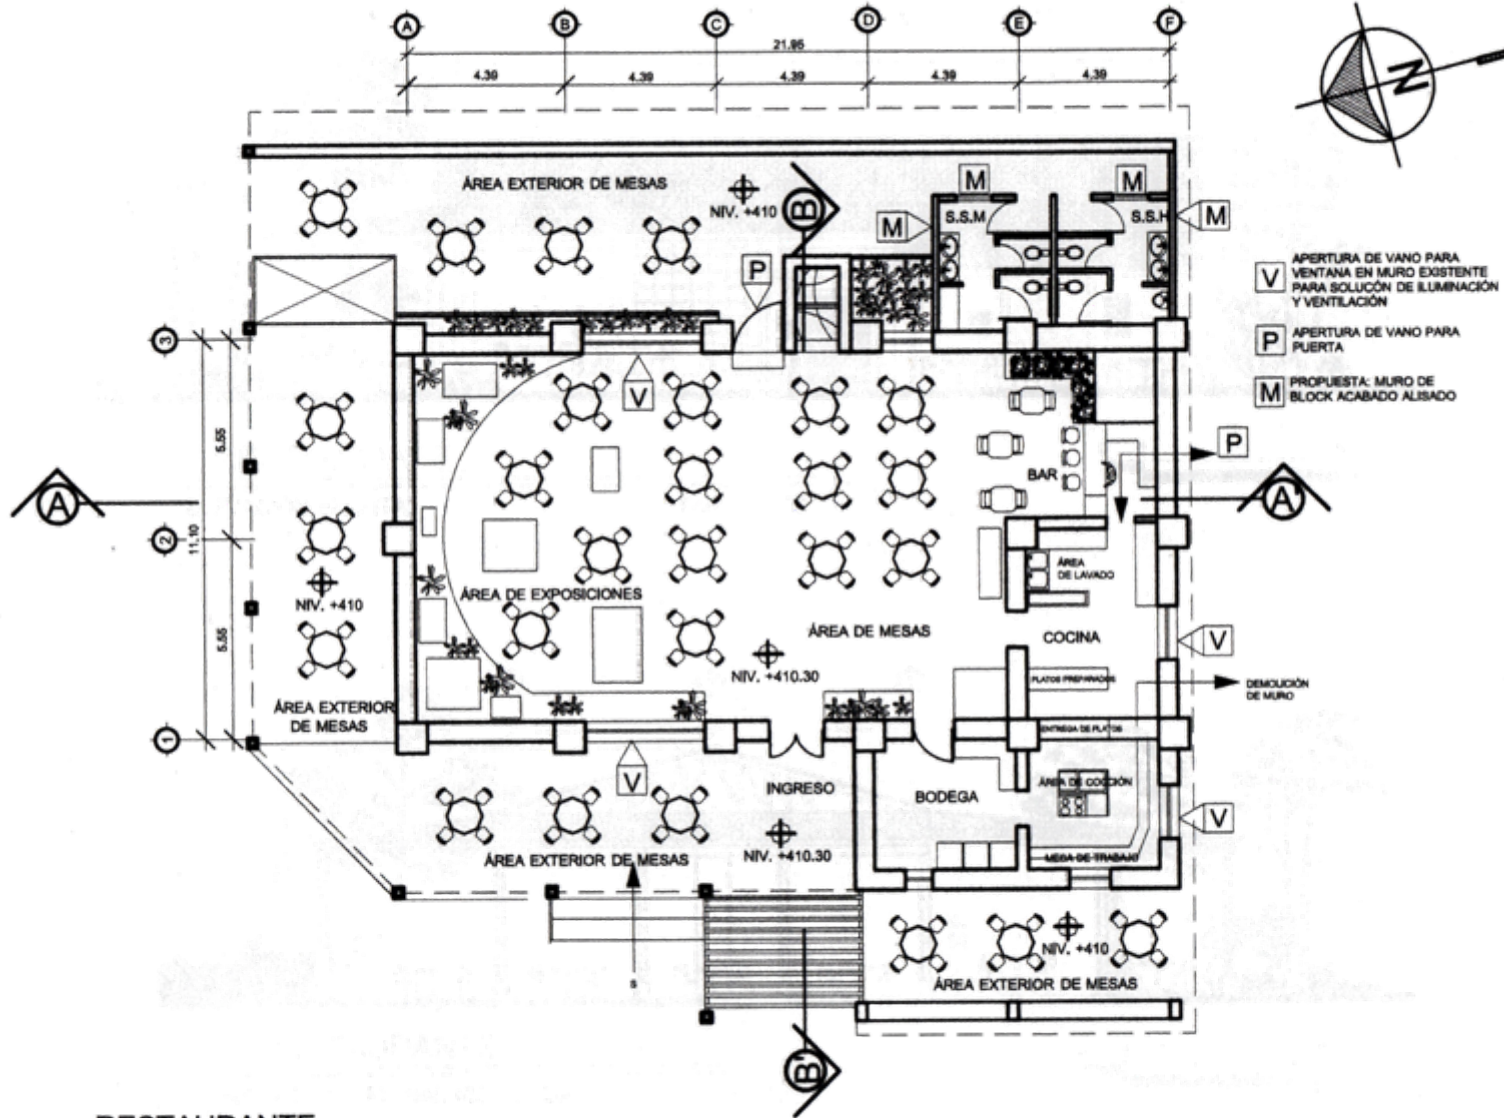 A B C D E F
21.95
4.39 4.39 4.39 4.39 4.39
N
ÁREA EXTERIOR DE MESAS
NIV. +410
B
M M
S.S.M S.S.H
M M
P
V APERTURA DE VANO PARA
VENTANA EN MURO EXISTENTE
PARA SOLUCÓN DE ILUMINACIÓN
Y VENTILACIÓN
P APERTURA DE VANO PARA
PUERTA
M PROPUESTA: MURO DE
BLOCK ACABADO ALISADO
3
V
5.55
P
BAR
A A'
2
11.10
ÁREA
DE LAVADO
NIV. +410
ÁREA DE EXPOSICIONES
ÁREA DE MESAS
COCINA
V
5.55
NIV. +410.30
PLATOS PREPARADOS
DEMOLICIÓN
DE MURO
ÁREA EXTERIOR
DE MESAS
1
ENTREGA DE PLATOS
V
INGRESO
BODEGA
ÁREA DE COCCIÓN
V
ÁREA EXTERIOR DE MESAS
NIV. +410.30
MESA DE TRABAJO
NIV. +410
S
ÁREA EXTERIOR DE MESAS
B'
RESTAURANTE